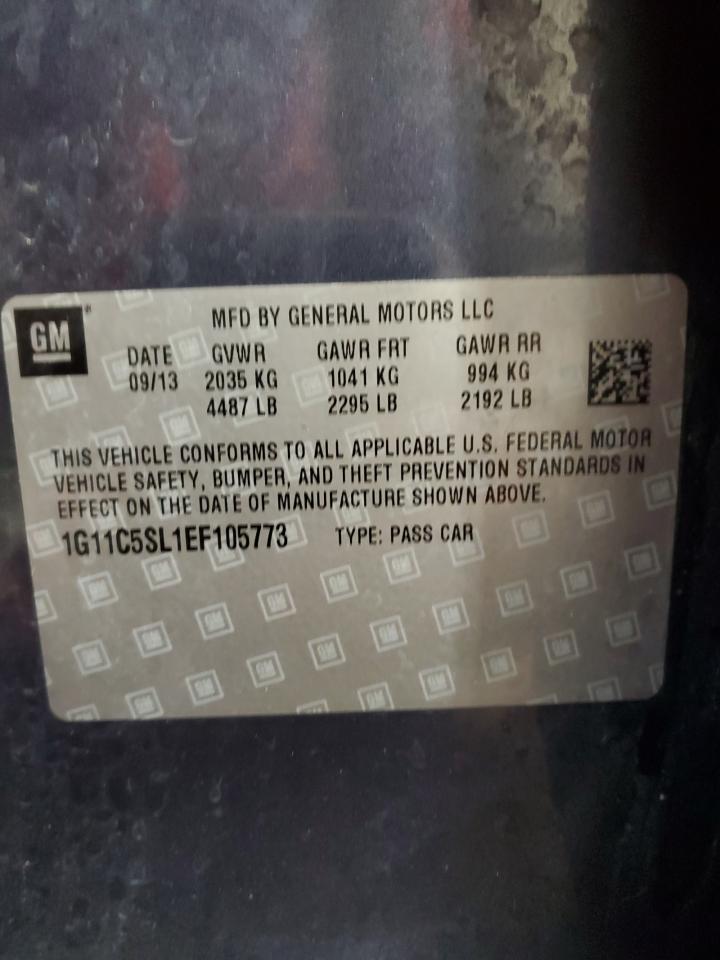 GM
MFD BY GENERAL MOTORS LLC
DATE GVWR GAWR FRT GAWR RR
09/13 2035 KG 1041 KG 994 KG
4487 LB 2295 LB 2192 LB
THIS VEHICLE CONFORMS TO ALL APPLICABLE U.S. FEDERAL MOTOR
VEHICLE SAFETY, BUMPER, AND THEFT PREVENTION STANDARDS IN
EFFECT ON THE DATE OF MANUFACTURE SHOWN ABOVE.
1G11C5SL1EF105773 TYPE: PASS CAR